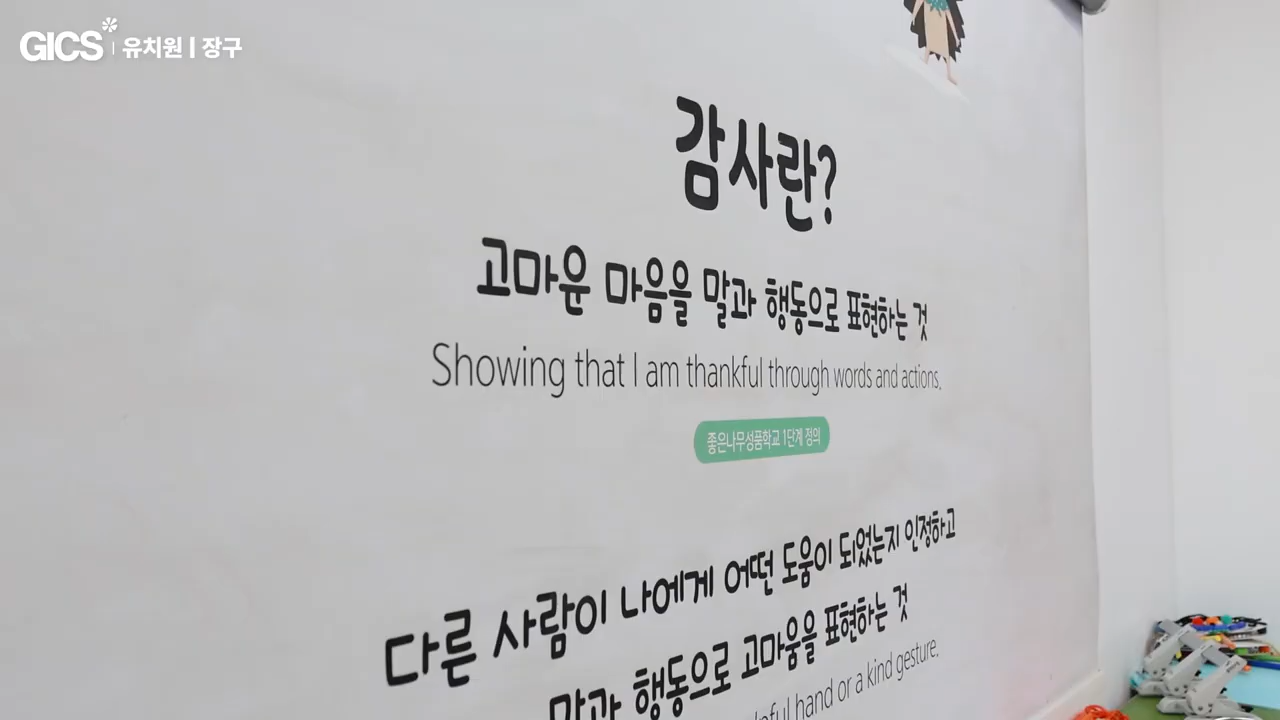 GICS* | 유치원 | 장구
감사란?
고마운 마음을 말과 행동으로 표현하는 것
Showing that I am thankful through words and actions.
좋은나무성품학교 1단계 정의
다른 사람이 나에게 어떤 도움이 되었는지 인정하고
말과 행동으로 고마움을 표현하는 것
hand or a kind gesture.